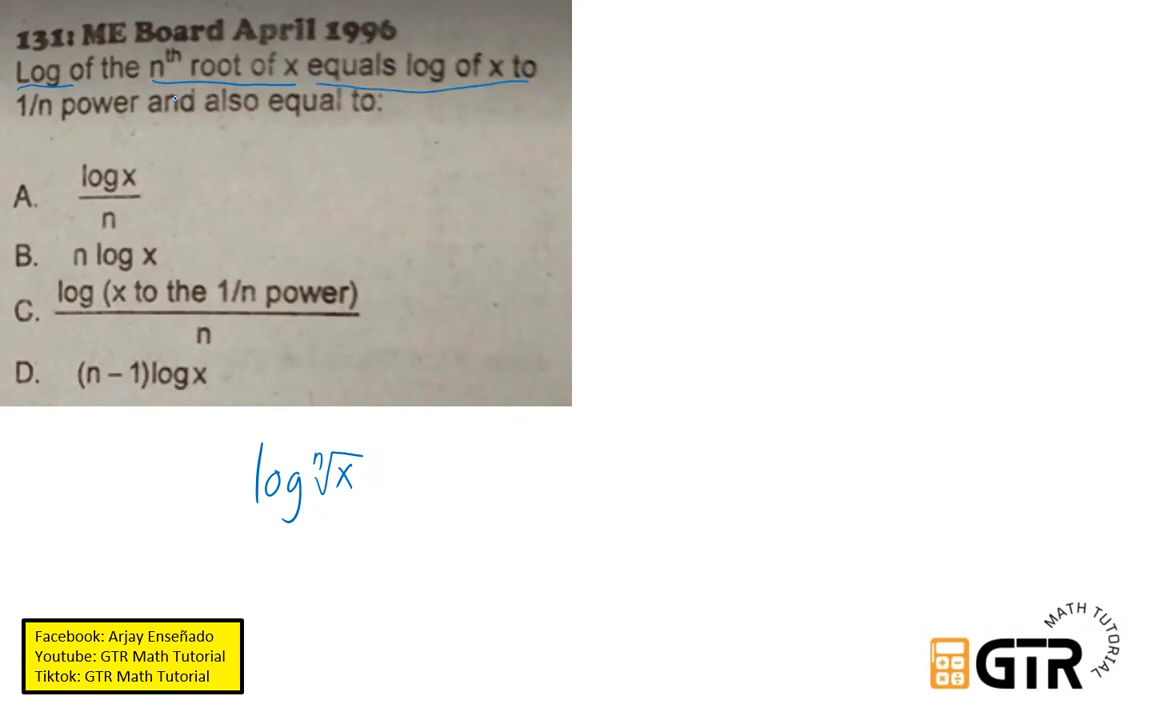 131: ME Board April 1996
Log of the nth root of x equals log of x to
1/n power and also equal to:
A. log x / n
B. n log x
C. log (x to the 1/n power) / n
D. (n – 1)log x
log ⁿ√x
Facebook: Arjay Enseñado
Youtube: GTR Math Tutorial
Tiktok: GTR Math Tutorial
MATH TUTORIAL
GTR